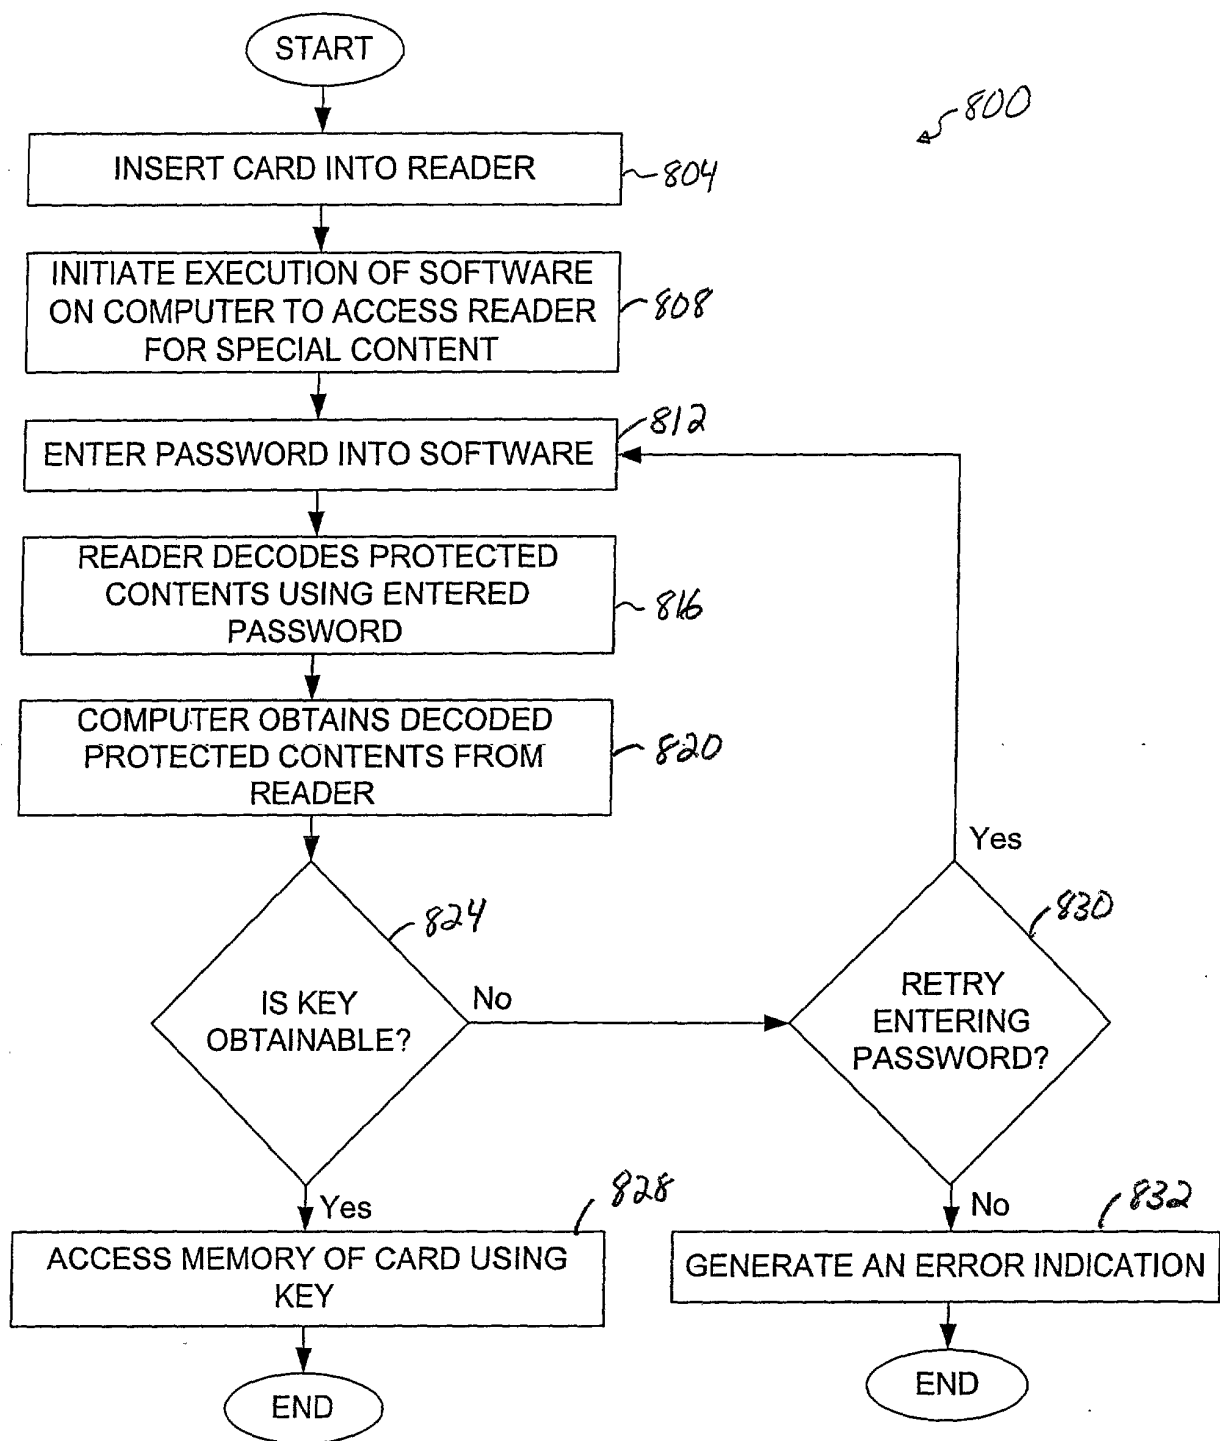 START
800
INSERT CARD INTO READER
804
INITIATE EXECUTION OF SOFTWARE
ON COMPUTER TO ACCESS READER
FOR SPECIAL CONTENT
808
812
ENTER PASSWORD INTO SOFTWARE
READER DECODES PROTECTED
CONTENTS USING ENTERED
PASSWORD
816
COMPUTER OBTAINS DECODED
PROTECTED CONTENTS FROM
READER
820
Yes
824
830
IS KEY
OBTAINABLE?
No
RETRY
ENTERING
PASSWORD?
Yes
828
No
832
ACCESS MEMORY OF CARD USING
KEY
GENERATE AN ERROR INDICATION
END
END